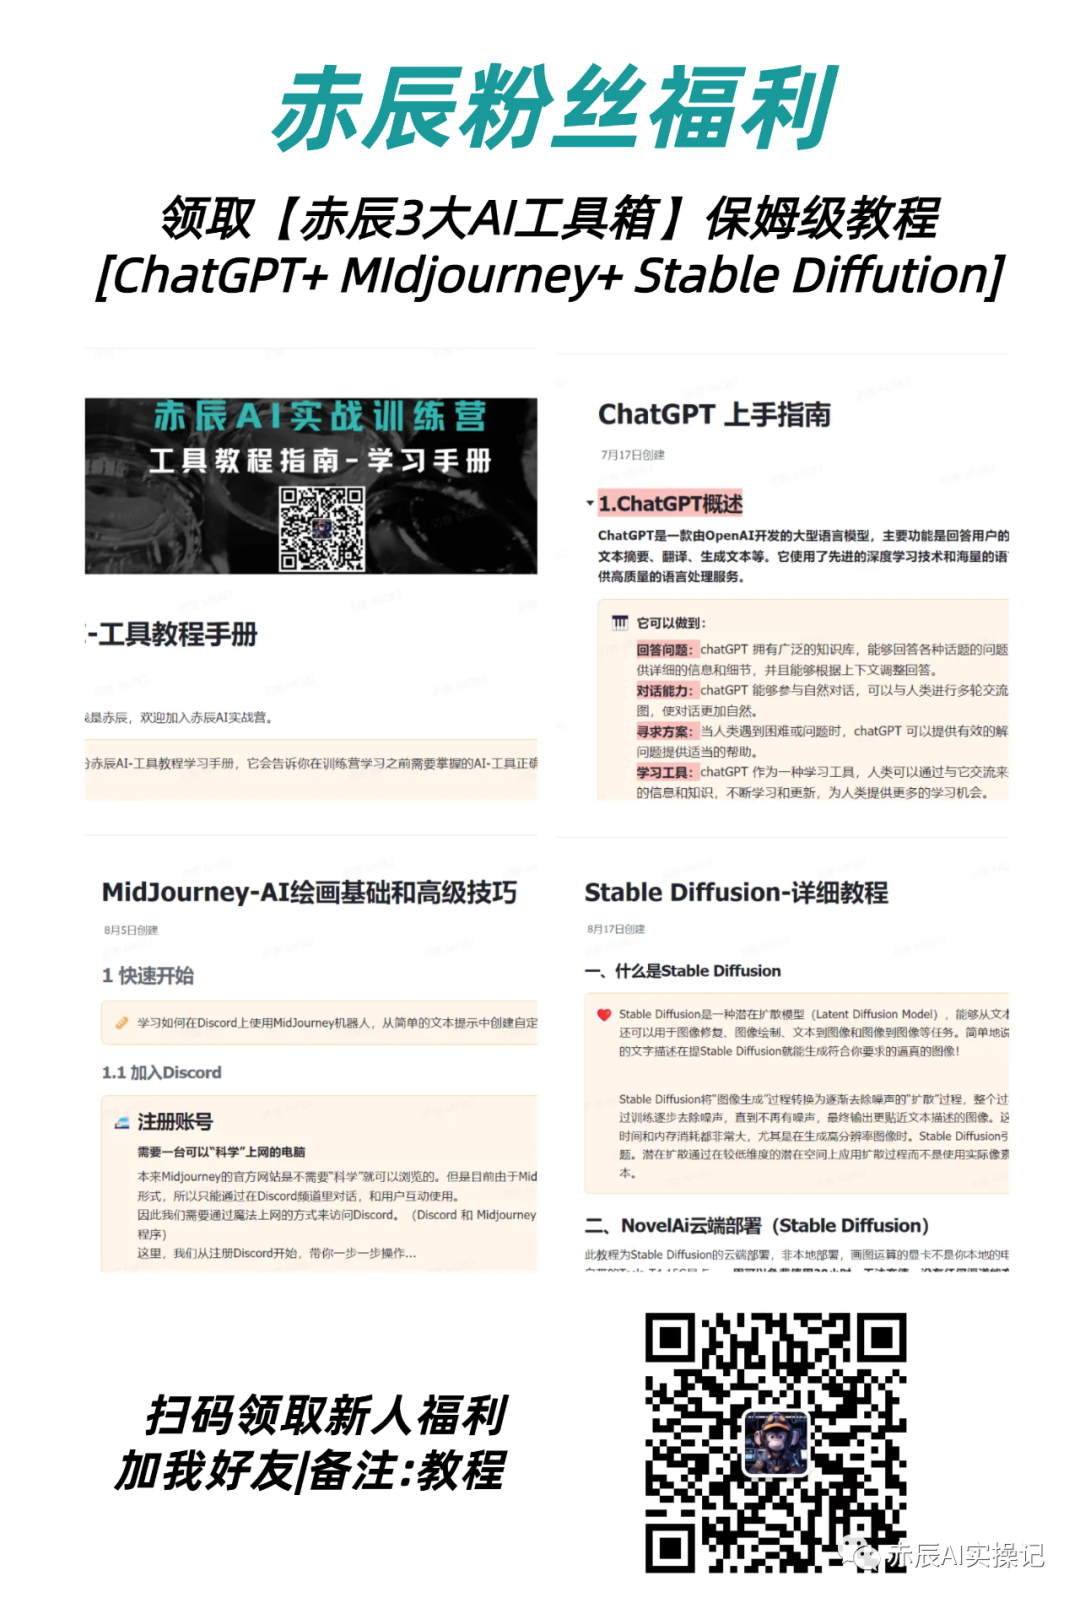 赤辰粉丝福利
领取【赤辰3大AI工具箱】保姆级教程
[ChatGPT+ MIdjourney+ Stable Diffution]
赤辰AI实战训练营
工具教程指南-学习手册
-工具教程手册
我是赤辰，欢迎加入赤辰AI实战营。
份赤辰AI-工具教程学习手册，它会告诉你在训练营学习之前需要掌握的AI-工具正确
ChatGPT 上手指南
7月17日创建
1.ChatGPT概述
ChatGPT是一款由OpenAI开发的大型语言模型，主要功能是回答用户的
文本摘要、翻译、生成文本等。它使用了先进的深度学习技术和海量的语
供高质量的语言处理服务。
它可以做到：
回答问题：chatGPT 拥有广泛的知识库，能够回答各种话题的问题
供详细的信息和细节，并且能够根据上下文调整回答。
对话能力：chatGPT 能够参与自然对话，可以与人类进行多轮交流
图，使对话更加自然。
寻求方案：当人类遇到困难或问题时，chatGPT 可以提供有效的解
问题提供适当的帮助。
学习工具：chatGPT 作为一种学习工具，人类可以通过与它交流来
的信息和知识，不断学习和更新，为人类提供更多的学习机会。
MidJourney-AI绘画基础和高级技巧
8月5日创建
1 快速开始
学习如何在Discord上使用MidJourney机器人，从简单的文本提示中创建自定
1.1 加入Discord
注册账号
需要一台可以“科学”上网的电脑
本来Midjourney的官方网站是不需要“科学”就可以浏览的。但是目前由于Mid
形式，所以只能通过在Discord频道里对话，和用户互动使用。
因此我们需要通过魔法上网的方式来访问Discord。（Discord 和 Midjourney
程序）
这里，我们从注册Discord开始，带你一步一步操作...
Stable Diffusion-详细教程
8月17日创建
一、什么是Stable Diffusion
Stable Diffusion是一种潜在扩散模型（Latent Diffusion Model），能够从文本
还可以用于图像修复、图像绘制、文本到图像和图像到图像等任务。简单地说
的文字描述在提Stable Diffusion就能生成符合你要求的逼真的图像！
Stable Diffusion将“图像生成”过程转换为逐渐去除噪声的“扩散”过程，整个过
过训练逐步去除噪声，直到不再有噪声，最终输出更贴近文本描述的图像。这
时间和内存消耗都非常大，尤其是在生成高分辨率图像时。Stable Diffusion引
题。潜在扩散通过在较低维度的潜在空间上应用扩散过程而不是使用实际像素
本。
二、NovelAi云端部署（Stable Diffusion）
此教程为Stable Diffusion的云端部署，非本地部署，画图运算的显卡不是你本地的电
扫码领取新人福利
加我好友|备注:教程
赤辰AI实操记